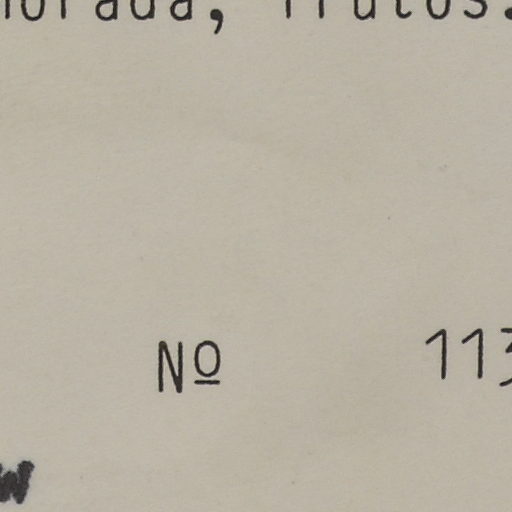 morada, frutos.
Nº 113
w